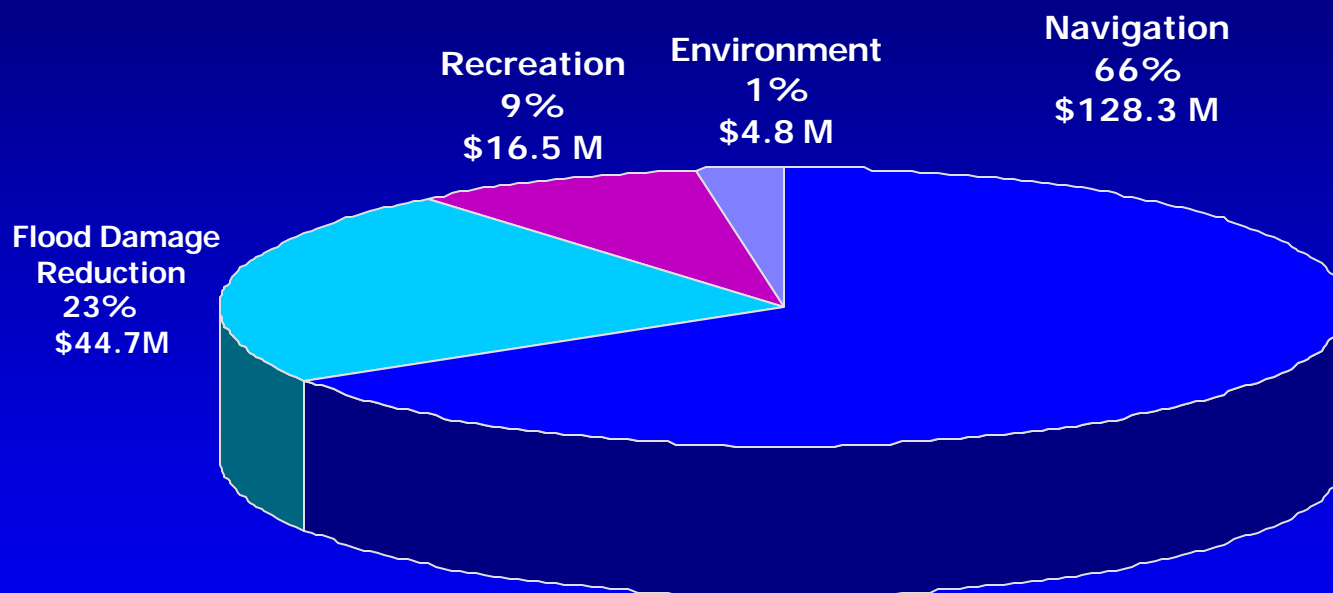 Navigation
66%
$128.3 M
Environment
1%
$4.8 M
Recreation
9%
$16.5 M
Flood Damage
Reduction
23%
$44.7M